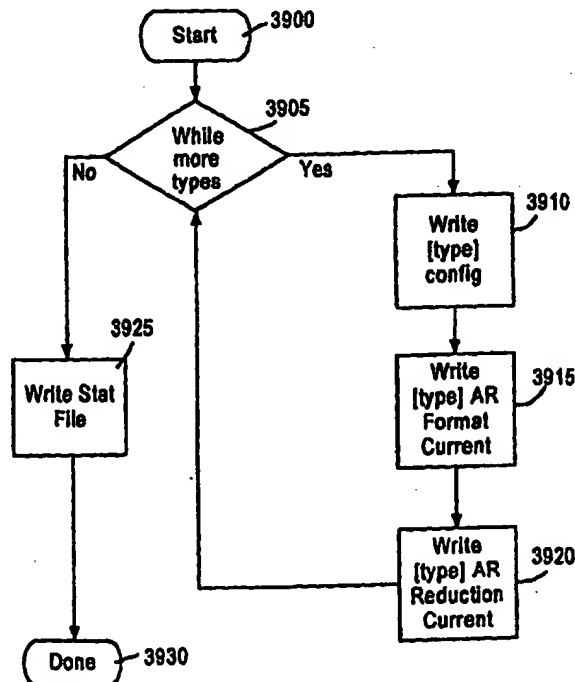 Start
3900
While
more
types
3905
No
Yes
Write
[type]
config
3910
Write
[type] AR
Format
Current
3915
Write
[type] AR
Reduction
Current
3920
3925
Write Stat
File
Done
3930